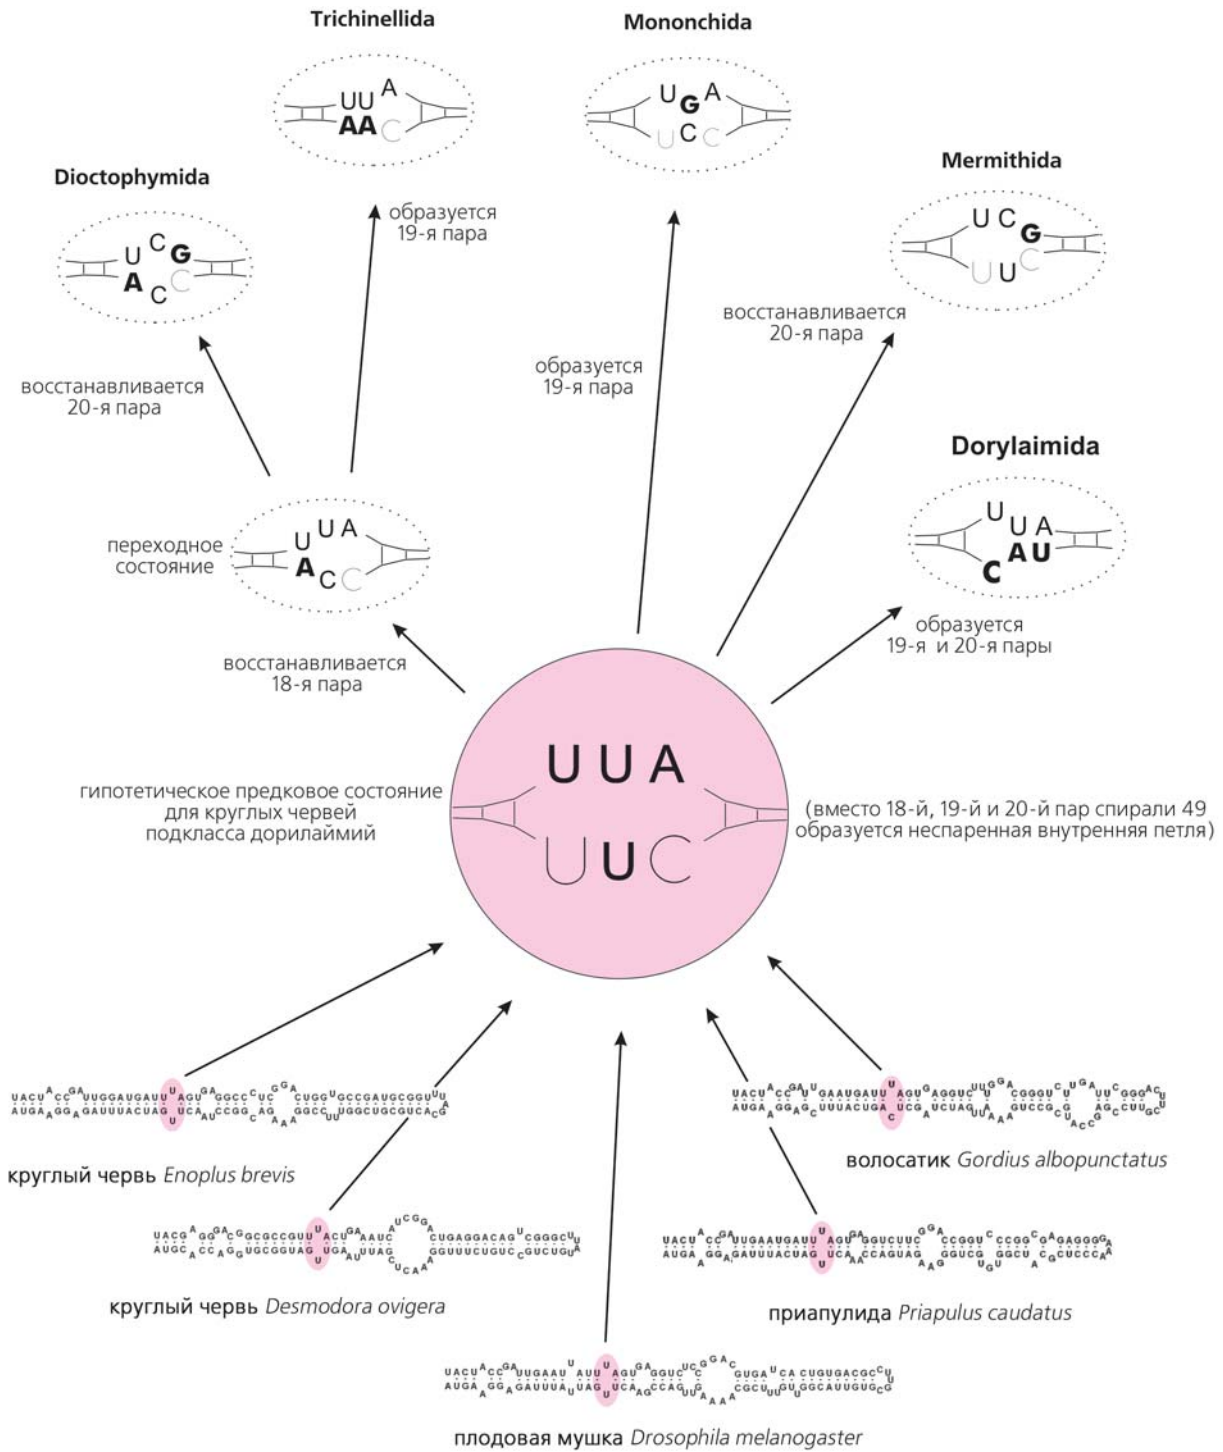 Trichinellida
Mononchida
UU A
AA C
U G A
U C C
Dioctophymida
Mermithida
U C G
A C C
образуется
19-я пара
U C G
U U C
восстанавливается
20-я пара
образуется
19-я пара
восстанавливается
20-я пара
Dorylaimida
переходное
состояние
U U A
A C C
U U A
C A U
восстанавливается
18-я пара
образуется
19-я и 20-я пары
U U A
U U C
гипотетическое предковое состояние
для круглых червей
подкласса дорилаймий
(вместо 18-й, 19-й и 20-й пар спирали 49
образуется неспаренная внутренняя петля)
круглый червь Enoplus brevis
волосатик Gordius albopunctatus
круглый червь Desmodora ovigera
приапулида Priapulus caudatus
плодовая мушка Drosophila melanogaster